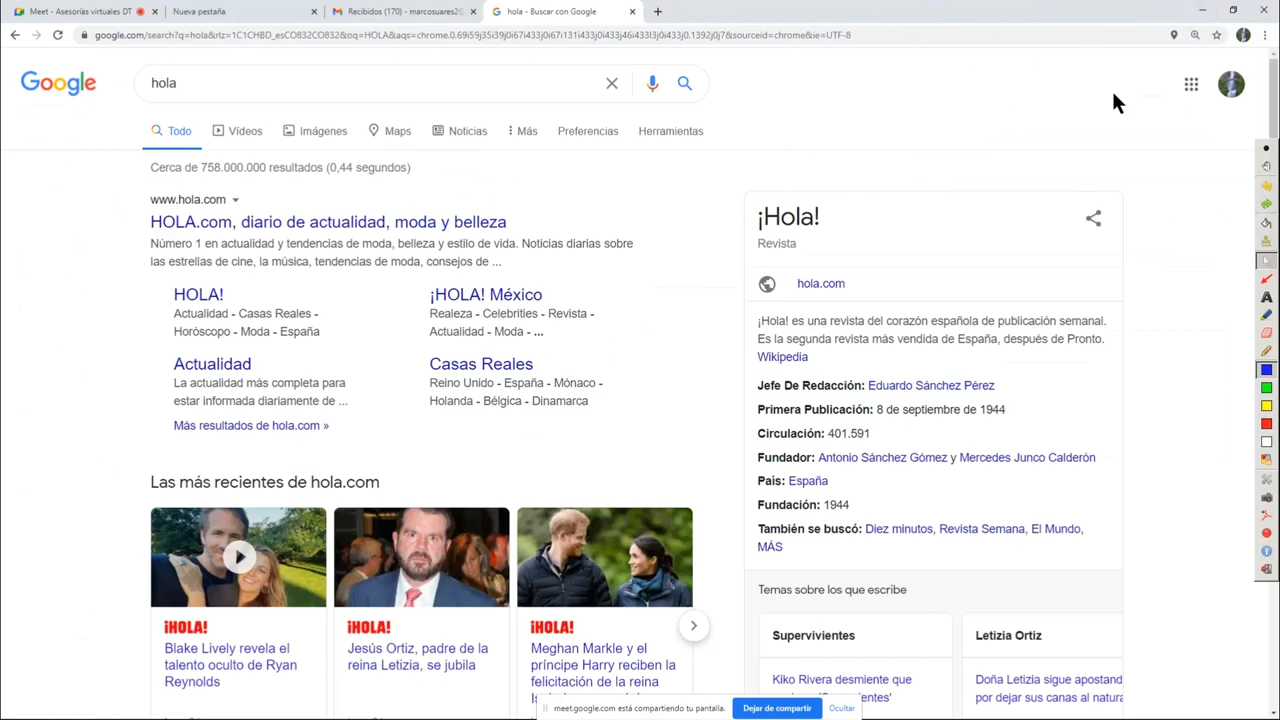 Meet - Asesorías virtuales DT
Nueva pestaña
Recibidos (170) - marcosuares2@
hola - Buscar con Google
google.com/search?q=hola&rlz=1C1CHBD_esCO832CO832&oq=HOLA&aqs=chrome.0.69i59j35i39j0i67i433j0i67i131i433j0i433j46i433l3j0i433j0.1392j0j7&sourceid=chrome&ie=UTF-8
Google
hola
Todo
Vídeos
Imágenes
Maps
Noticias
Más
Preferencias
Herramientas
Cerca de 758.000.000 resultados (0,44 segundos)
www.hola.com
HOLA.com, diario de actualidad, moda y belleza
Número 1 en actualidad y tendencias de moda, belleza y estilo de vida. Noticias diarias sobre
las estrellas de cine, la música, tendencias de moda, consejos de ...
HOLA!
Actualidad - Casas Reales -
Horóscopo - Moda - España
¡HOLA! México
Realeza - Celebrities - Revista -
Actualidad - Moda - ...
Actualidad
La actualidad más completa para
estar informada diariamente de ...
Casas Reales
Reino Unido - España - Mónaco -
Holanda - Bélgica - Dinamarca
Más resultados de hola.com »
Las más recientes de hola.com
¡HOLA!
Blake Lively revela el
talento oculto de Ryan
Reynolds
¡HOLA!
Jesús Ortiz, padre de la
reina Letizia, se jubila
¡HOLA!
Meghan Markle y el
príncipe Harry reciben la
felicitación de la reina
¡Hola!
Revista
hola.com
¡Hola! es una revista del corazón española de publicación semanal.
Es la segunda revista más vendida de España, después de Pronto.
Wikipedia
Jefe De Redacción: Eduardo Sánchez Pérez
Primera Publicación: 8 de septiembre de 1944
Circulación: 401.591
Fundador: Antonio Sánchez Gómez y Mercedes Junco Calderón
País: España
Fundación: 1944
También se buscó: Diez minutos, Revista Semana, El Mundo,
MÁS
Temas sobre los que escribe
Supervivientes
Kiko Rivera desmiente que
Letizia Ortiz
Doña Letizia sigue apostand
por dejar sus canas al natura
meet.google.com está compartiendo tu pantalla.
Dejar de compartir
Ocultar